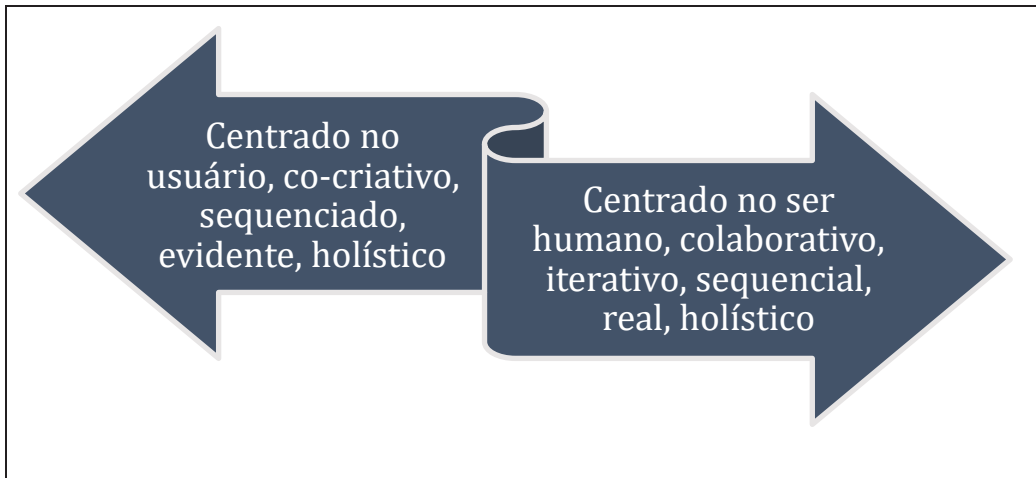 Centrado no
usuário, co-criativo,
sequenciado,
evidente, holístico
Centrado no ser
humano, colaborativo,
iterativo, sequencial,
real, holístico